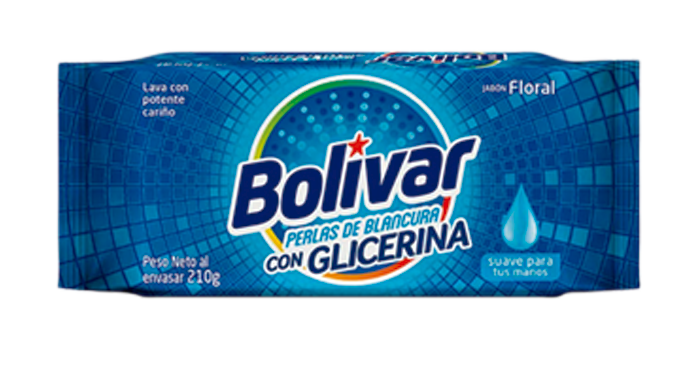 Lava con
potente
cariño
JABÓN Floral
Bolivar
PERLAS DE BLANCURA
CON GLICERINA
Peso Neto al
envasar 210g
suave para
tus manos